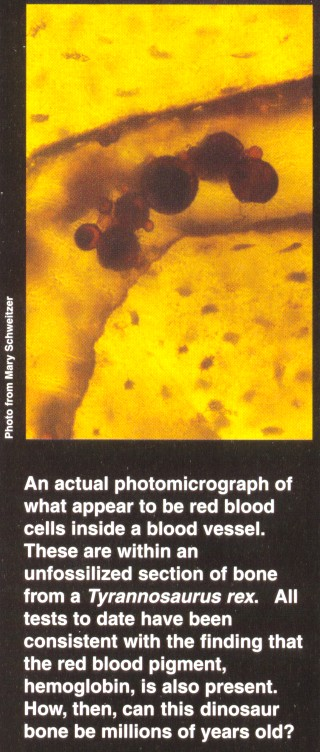 Photo from Mary Schweitzer
An actual photomicrograph of
what appear to be red blood
cells inside a blood vessel.
These are within an
unfossilized section of bone
from a Tyrannosaurus rex. All
tests to date have been
consistent with the finding that
the red blood pigment,
hemoglobin, is also present.
How, then, can this dinosaur
bone be millions of years old?